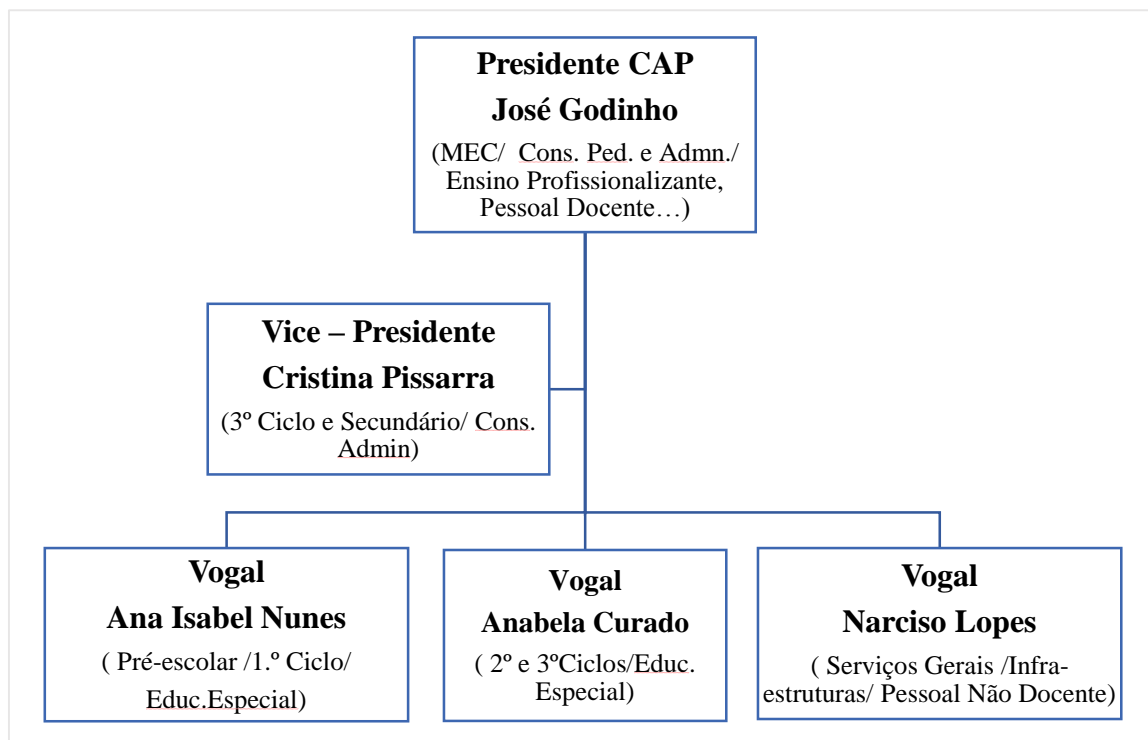 Presidente CAP
José Godinho
(MEC/ Cons. Ped. e Admn./
Ensino Profissionalizante,
Pessoal Docente…)
Vice – Presidente
Cristina Pissarra
(3º Ciclo e Secundário/ Cons.
Admin)
Vogal
Ana Isabel Nunes
( Pré-escolar /1.º Ciclo/
Educ.Especial)
Vogal
Anabela Curado
( 2º e 3ºCiclos/Educ.
Especial)
Vogal
Narciso Lopes
( Serviços Gerais /Infra-
estruturas/ Pessoal Não Docente)